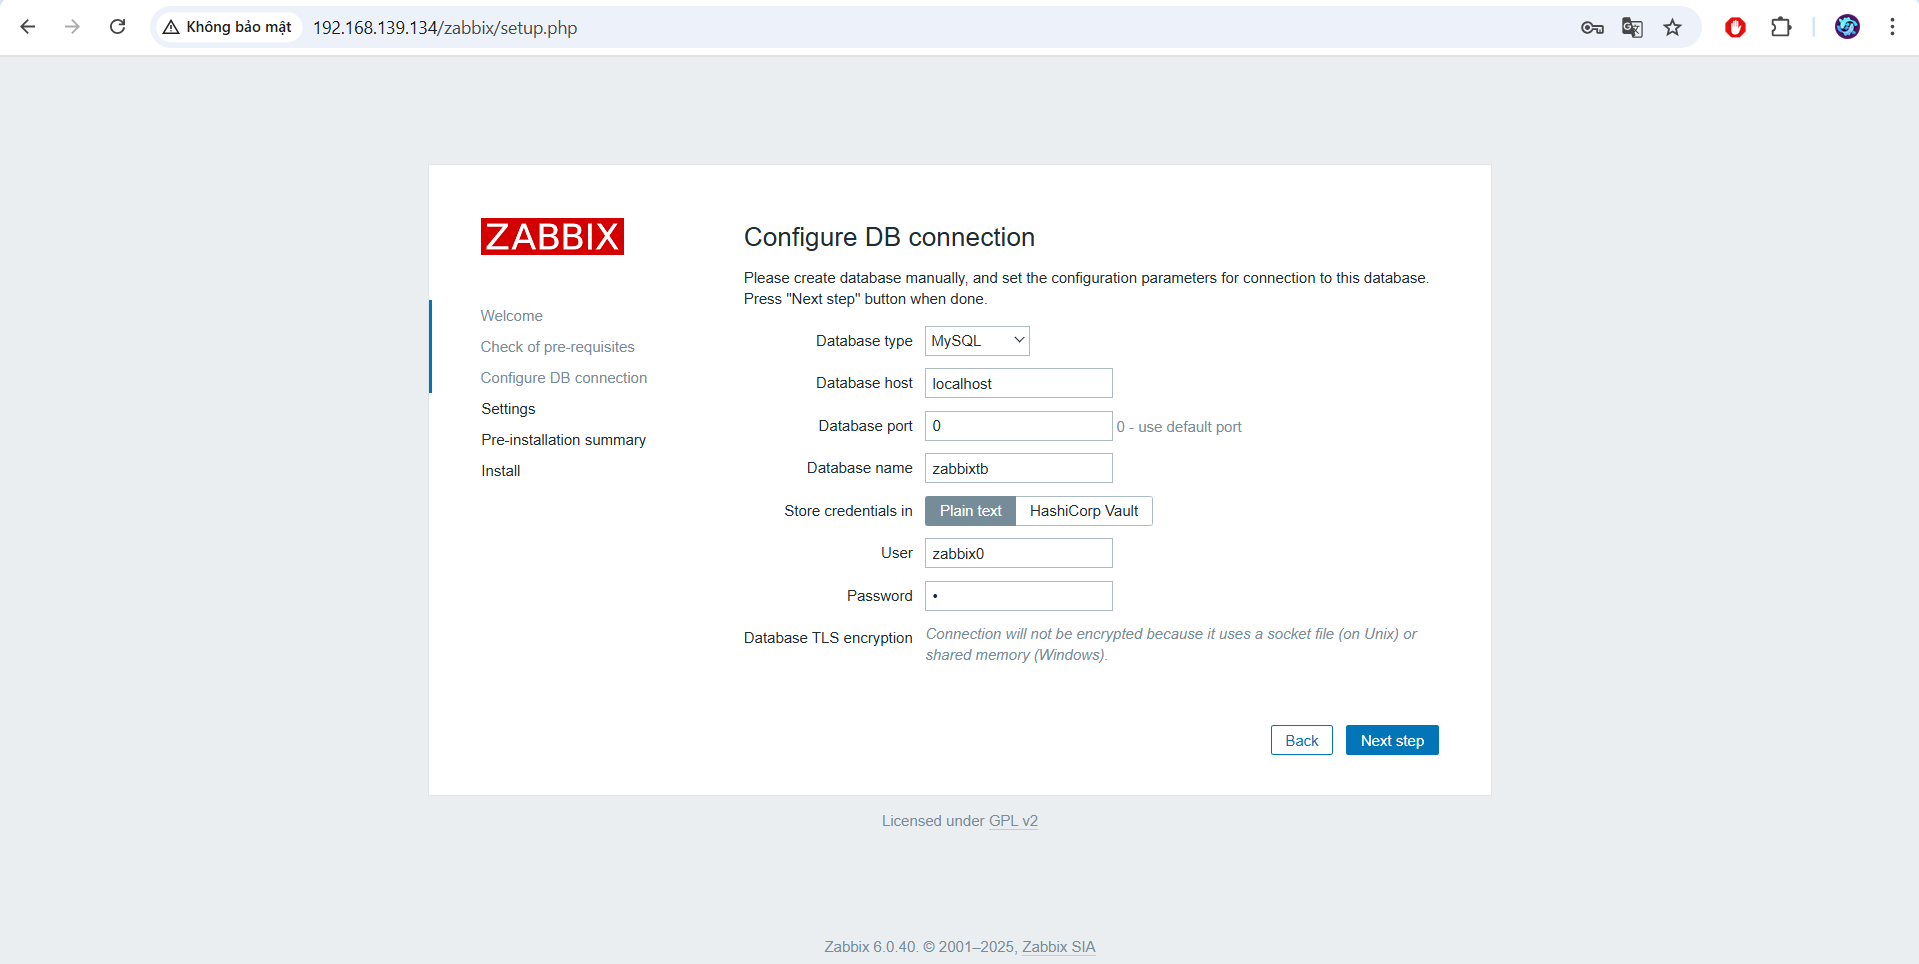 Không bảo mật
192.168.139.134/zabbix/setup.php
ZABBIX
Welcome
Check of pre-requisites
Configure DB connection
Settings
Pre-installation summary
Install
Configure DB connection
Please create database manually, and set the configuration parameters for connection to this database.
Press "Next step" button when done.
Database type MySQL
Database host localhost
Database port 0 0 - use default port
Database name zabbixtb
Store credentials in Plain text HashiCorp Vault
User zabbix0
Password •
Database TLS encryption Connection will not be encrypted because it uses a socket file (on Unix) or
shared memory (Windows).
Back Next step
Licensed under GPL v2
Zabbix 6.0.40. © 2001–2025, Zabbix SIA